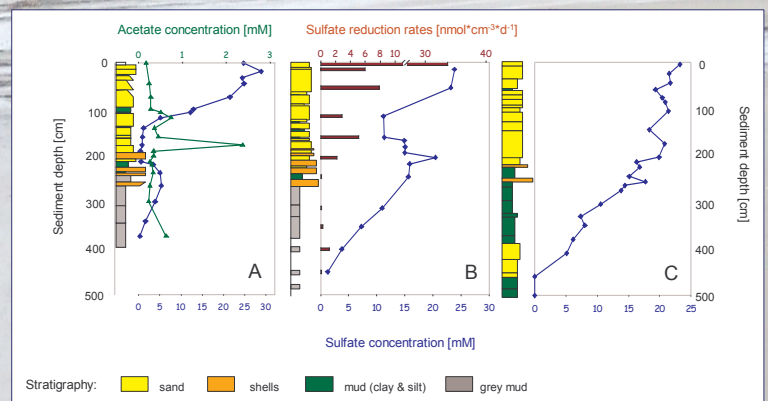 Acetate concentration [mM]
Sulfate reduction rates [nmol*cm-³*d-¹]
0 1 2 3
0 2 4 6 8 10 30 40
Sediment depth [cm]
0
100
200
300
400
500
A
0 5 10 15 20 25 30
B
0 5 10 15 20 25 30
C
0 5 10 15 20 25
0
100
200
300
400
500
Sediment depth [cm]
Sulfate concentration [mM]
Stratigraphy: sand shells mud (clay & silt) grey mud